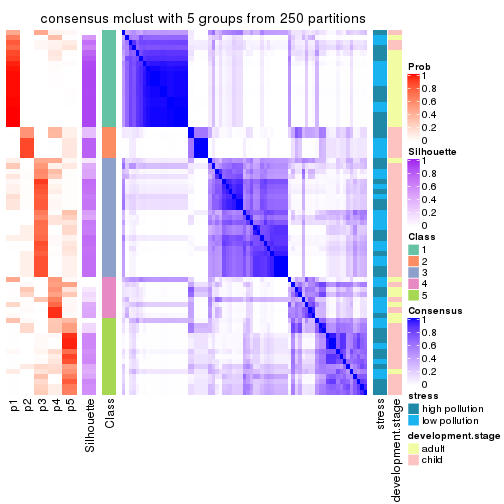 consensus mclust with 5 groups from 250 partitions
p1
p2
p3
p4
p5
Silhouette
Class
stress
development.stage
Prob
1
0.8
0.6
0.4
0.2
0
Silhouette
1
0.8
0.6
0.4
0.2
0
Class
1
2
3
4
5
Consensus
1
0.8
0.6
0.4
0.2
0
stress
high pollution
low pollution
development.stage
adult
child